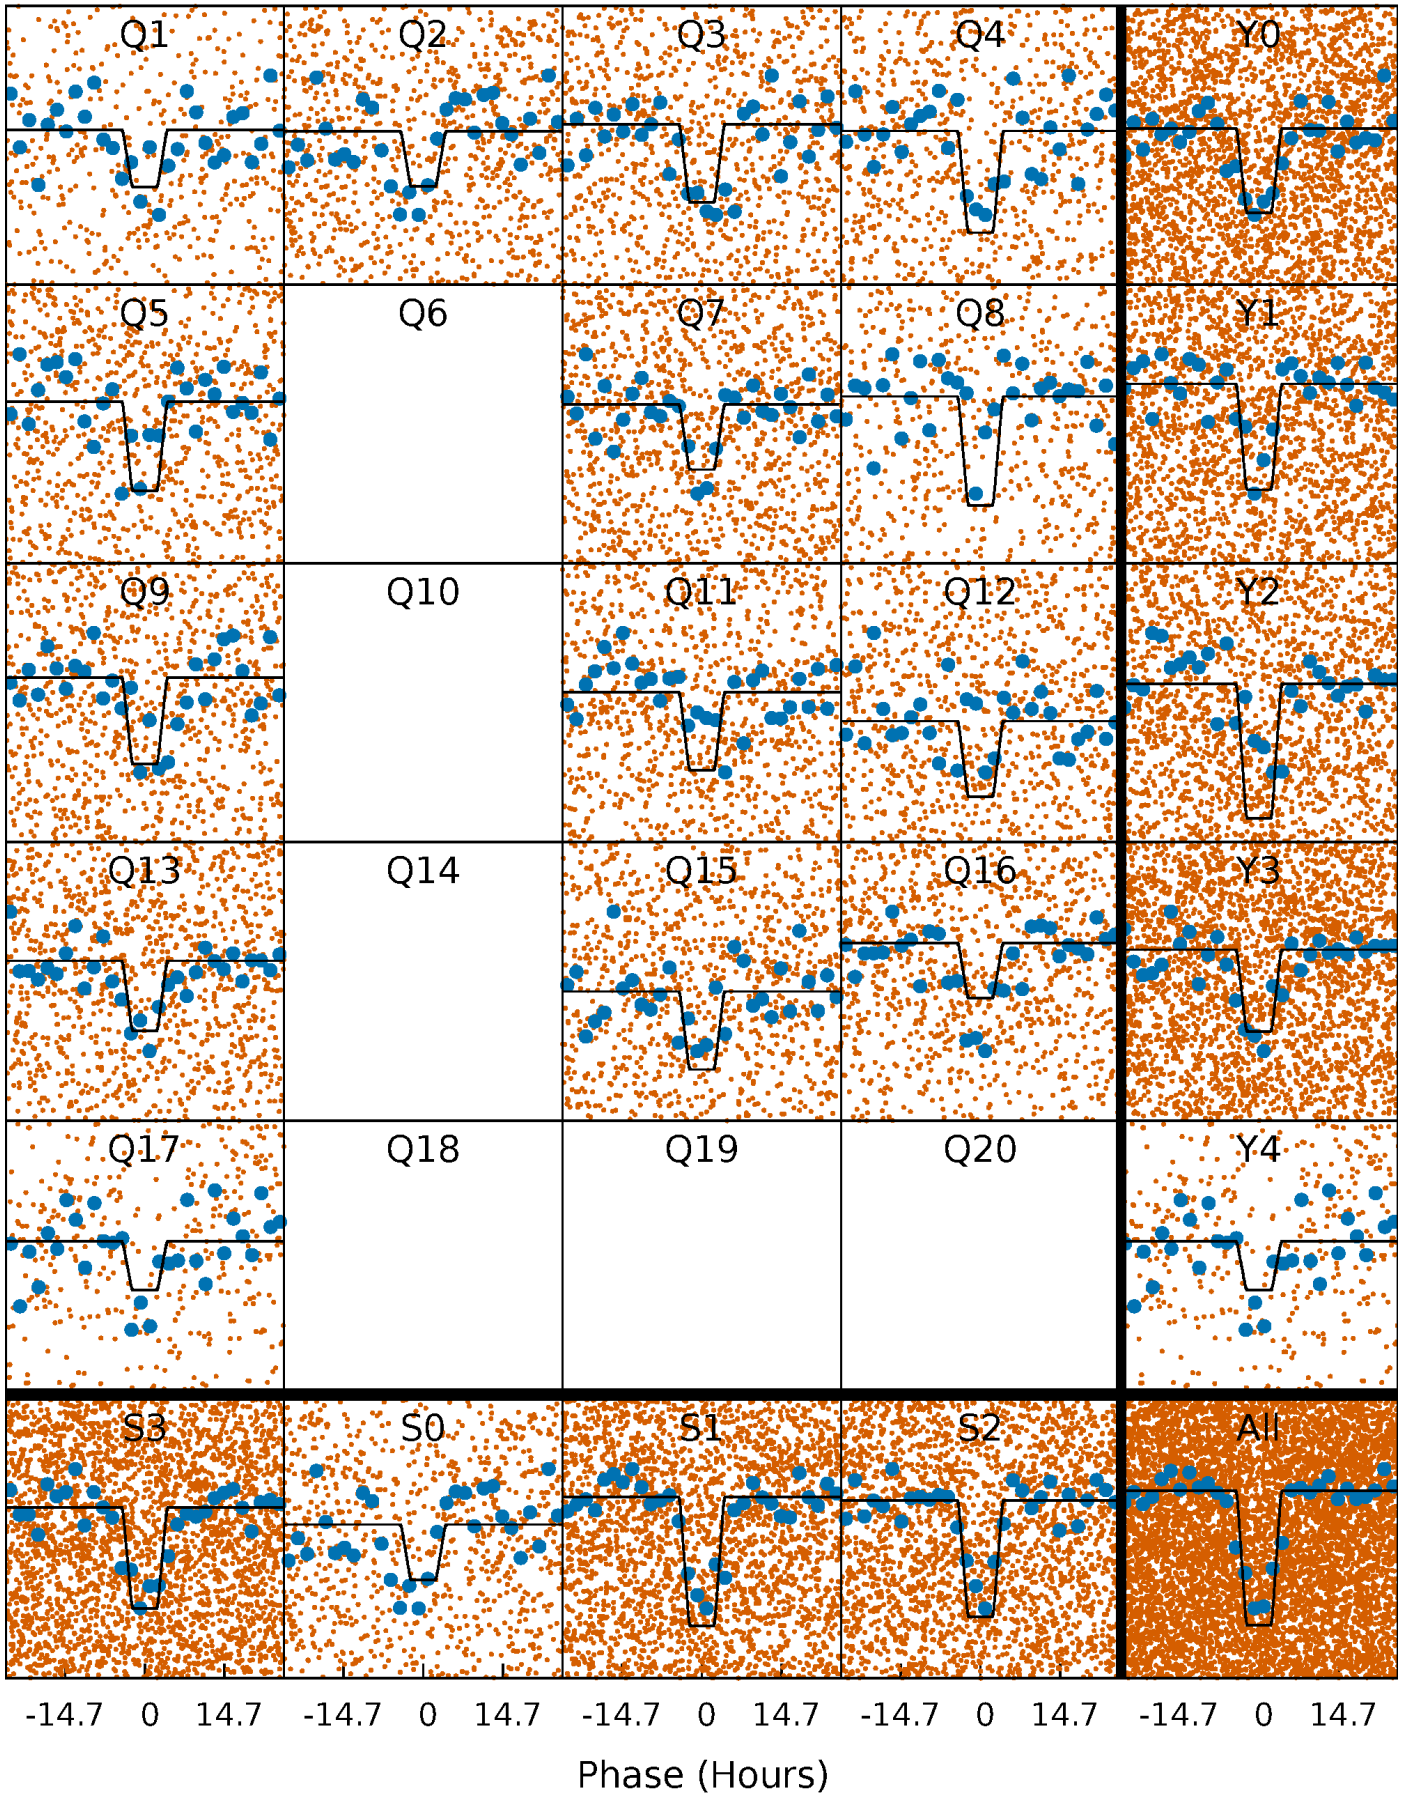 Q1 Q2 Q3 Q4 Y0
Q5 Q6 Q7 Q8 Y1
Q9 Q10 Q11 Q12 Y2
Q13 Q14 Q15 Q16 Y3
Q17 Q18 Q19 Q20 Y4
S3 S0 S1 S2 All
-14.7 0 14.7 -14.7 0 14.7 -14.7 0 14.7 -14.7 0 14.7 -14.7 0 14.7
Phase (Hours)